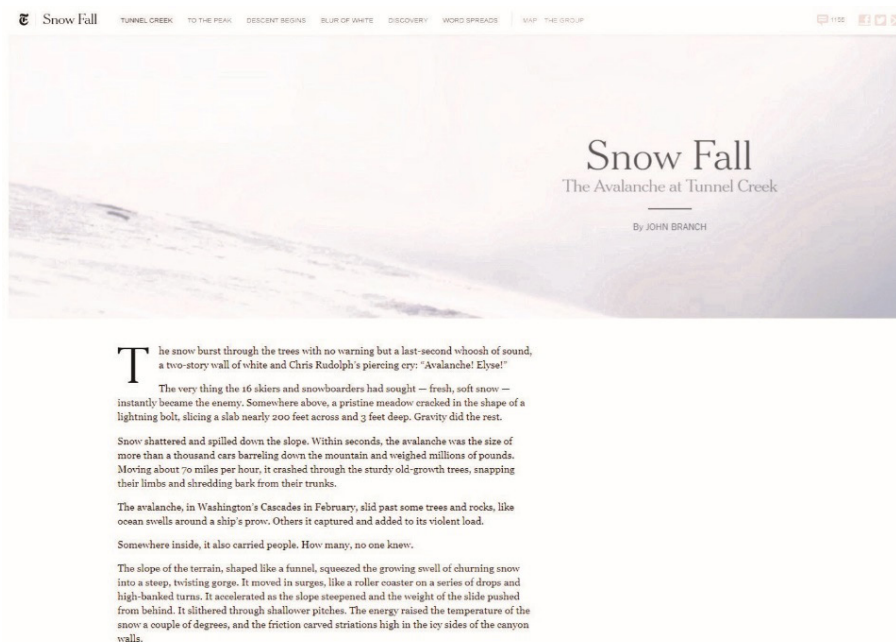 Snow Fall
TUNNEL CREEK TO THE PEAK DESCENT BEGINS BLUR OF WHITE DISCOVERY WORD SPREADS MAP THE GROUP
Snow Fall
The Avalanche at Tunnel Creek
By JOHN BRANCH
The snow burst through the trees with no warning but a last-second whoosh of sound,
a two-story wall of white and Chris Rudolph's piercing cry: “Avalanche! Elyse!”
The very thing the 16 skiers and snowboarders had sought — fresh, soft snow —
instantly became the enemy. Somewhere above, a pristine meadow cracked in the shape of a
lightning bolt, slicing a slab nearly 200 feet across and 3 feet deep. Gravity did the rest.
Snow shattered and spilled down the slope. Within seconds, the avalanche was the size of
more than a thousand cars barreling down the mountain and weighed millions of pounds.
Moving about 70 miles per hour, it crashed through the sturdy old-growth trees, snapping
their limbs and shredding bark from their trunks.
The avalanche, in Washington's Cascades in February, slid past some trees and rocks, like
ocean swells around a ship's prow. Others it captured and added to its violent load.
Somewhere inside, it also carried people. How many, no one knew.
The slope of the terrain, shaped like a funnel, squeezed the growing swell of churning snow
into a steep, twisting gorge. It moved in surges, like a roller coaster on a series of drops and
high-banked turns. It accelerated as the slope steepened and the weight of the slide pushed
from behind. It slithered through shallower pitches. The energy raised the temperature of the
snow a couple of degrees, and the friction carved striations high in the icy sides of the canyon
walls.